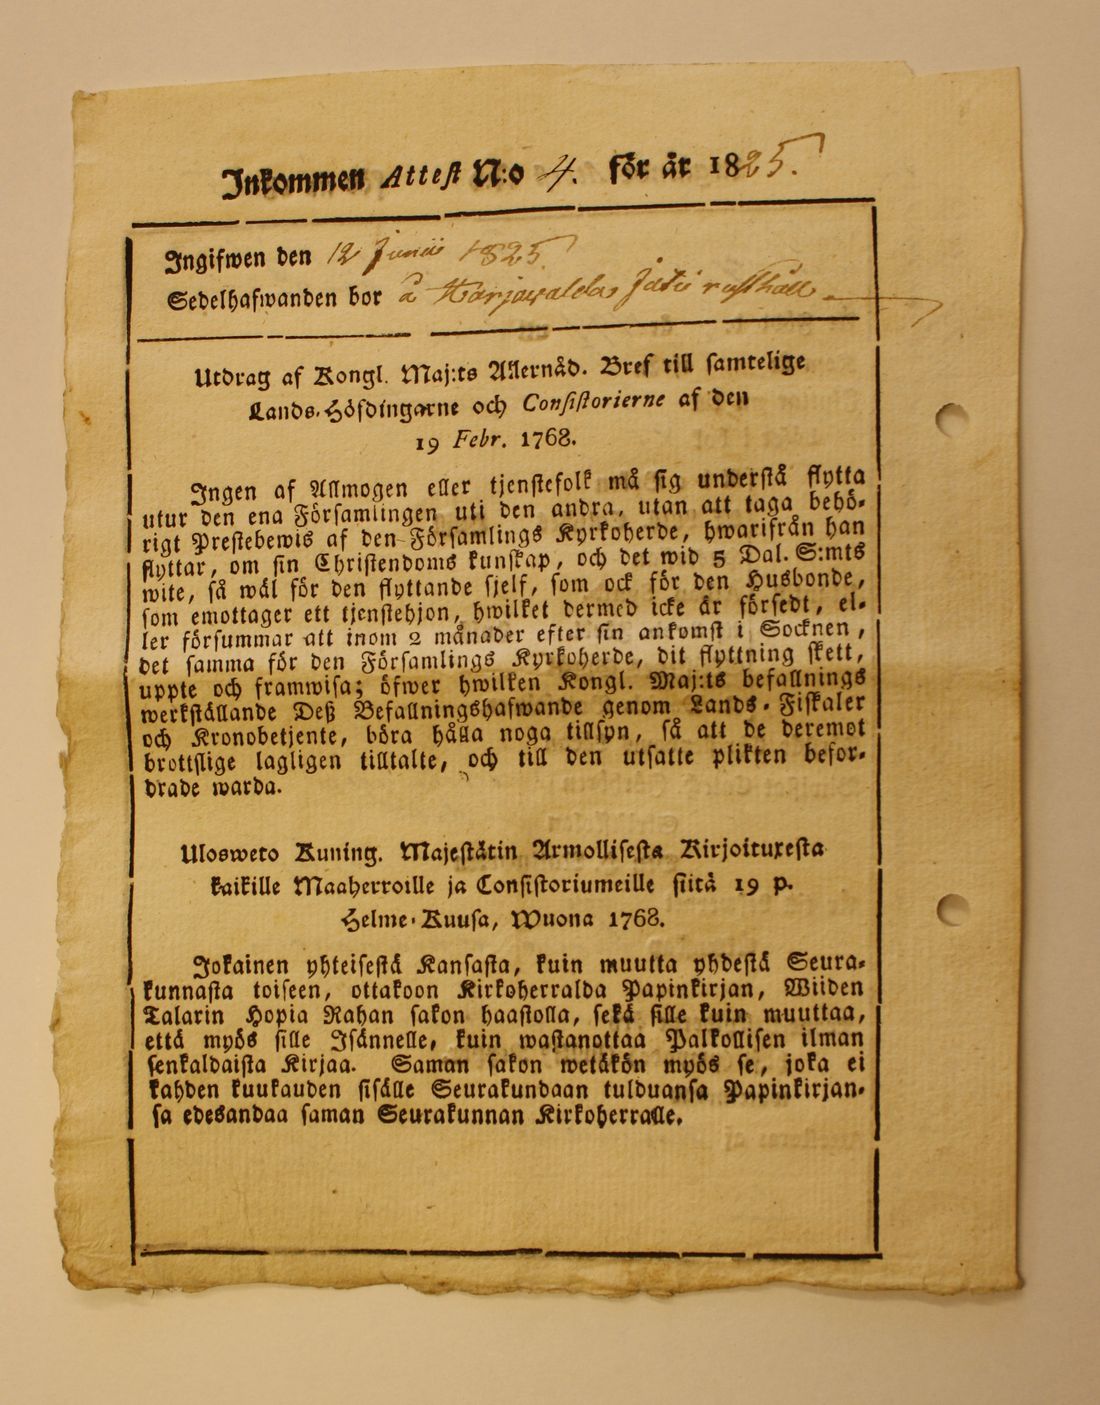 Inkommen Attest N:o 4. för år 1825.
Ingifwen den 12 Junii 1825.
Sedelhafwanden bor å Harjawalda rusthåll
Utdrag af Kongl. Maj:ts Allernåd. Bref till samtelige
Lands-Höfdingarne och Consistorierne af den
19 Febr. 1768.
Ingen af Allmogen eller tjenstefolk må sig understå flytta
utur den ena Församlingen uti den andra, utan att taga behö-
rigt Prestebewis af den Församlings Kyrkoherde, hwarifrån han
flyttar, om sin Christendoms kunskap, och det wid 5 Dal. S:mts
wite, så wäl för den flyttande sjelf, som ock för den Husbonde,
som emottager ett tjenstehjon, hwilket dermed icke är försedt, el-
ler försummar att inom 2 månader efter sin ankomst i Socknen,
det samma för den Församlings Kyrkoherde, dit flyttning skett,
uppte och framwisa; öfwer hwilken Kongl. Maj:ts befallnings
werkställande Deß Befallningshafwande genom Lands-Fiskaler
och Kronobetjente, böra hålla noga tillsyn, så att de deremot
brottslige lagligen tilltalte, och till den utsatte plikten befor-
drade warda.
Ulosweto Kuning. Majestätin Armollisesta Kirjoituxesta
kaikille Maaherroille ja Consistoriumeille siitä 19 p.
Helme-Kuusa, Wuona 1768.
Jokainen yhteisestä Kansasta, kuin muutta yhdestä Seura-
kunnasta toiseen, ottakoon Kirkoherralda Papinkirjan, Wiiden
Talarin Hopia Rahan sakon haastolla, sekä sille kuin muuttaa,
että myös sille Isännelle, kuin wastanottaa Palkollisen ilman
senkaldaista Kirjaa. Saman sakon wetäkön myös se, joka ei
kahden kuukauden sisälle Seurakundaan tulduansa Papinkirjan-
sa edesandaa saman Seurakunnan Kirkoherralle.